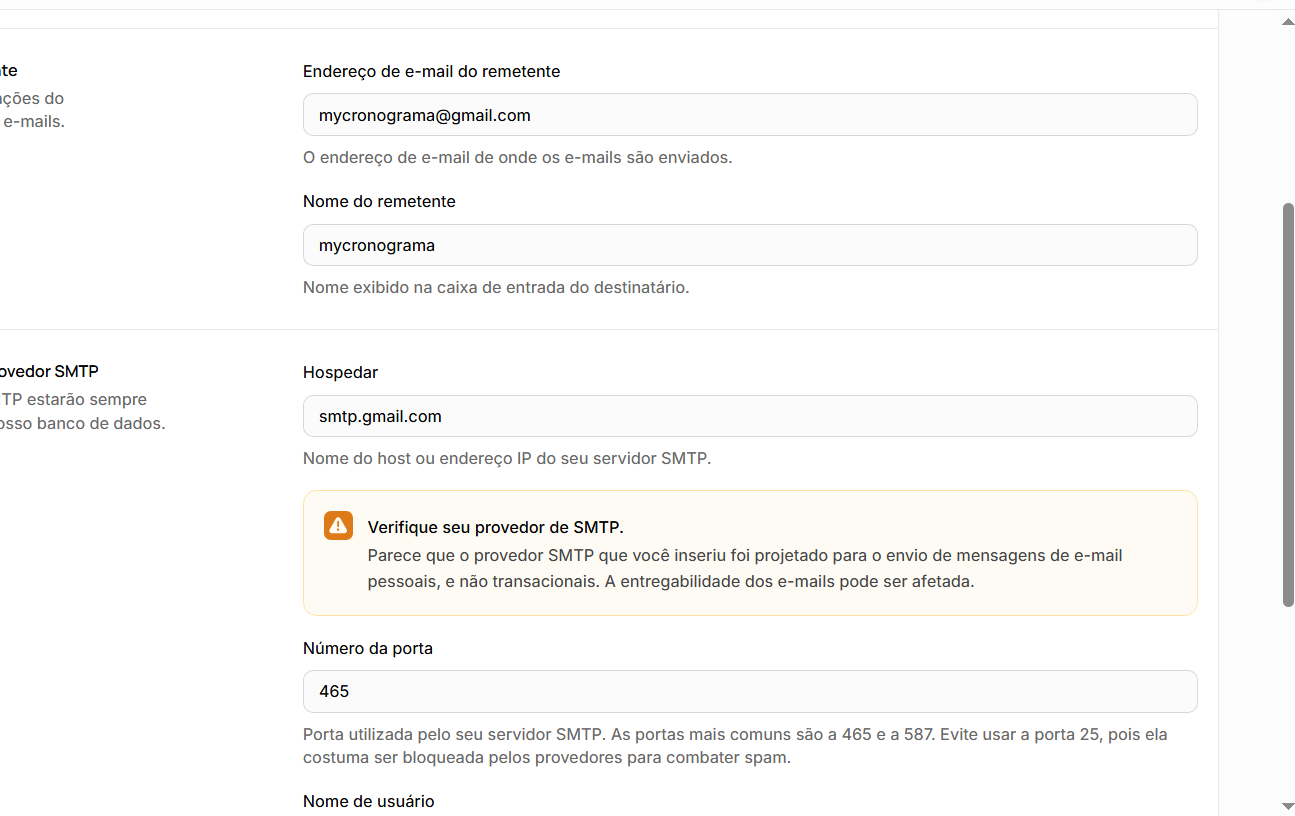 te
Endereço de e-mail do remetente
ações do
e-mails.
mycronograma@gmail.com
O endereço de e-mail de onde os e-mails são enviados.
Nome do remetente
mycronograma
Nome exibido na caixa de entrada do destinatário.
ovedor SMTP
TP estarão sempre
osso banco de dados.
Hospedar
smtp.gmail.com
Nome do host ou endereço IP do seu servidor SMTP.
Verifique seu provedor de SMTP.
Parece que o provedor SMTP que você inseriu foi projetado para o envio de mensagens de e-mail
pessoais, e não transacionais. A entregabilidade dos e-mails pode ser afetada.
Número da porta
465
Porta utilizada pelo seu servidor SMTP. As portas mais comuns são a 465 e a 587. Evite usar a porta 25, pois ela
costuma ser bloqueada pelos provedores para combater spam.
Nome de usuário